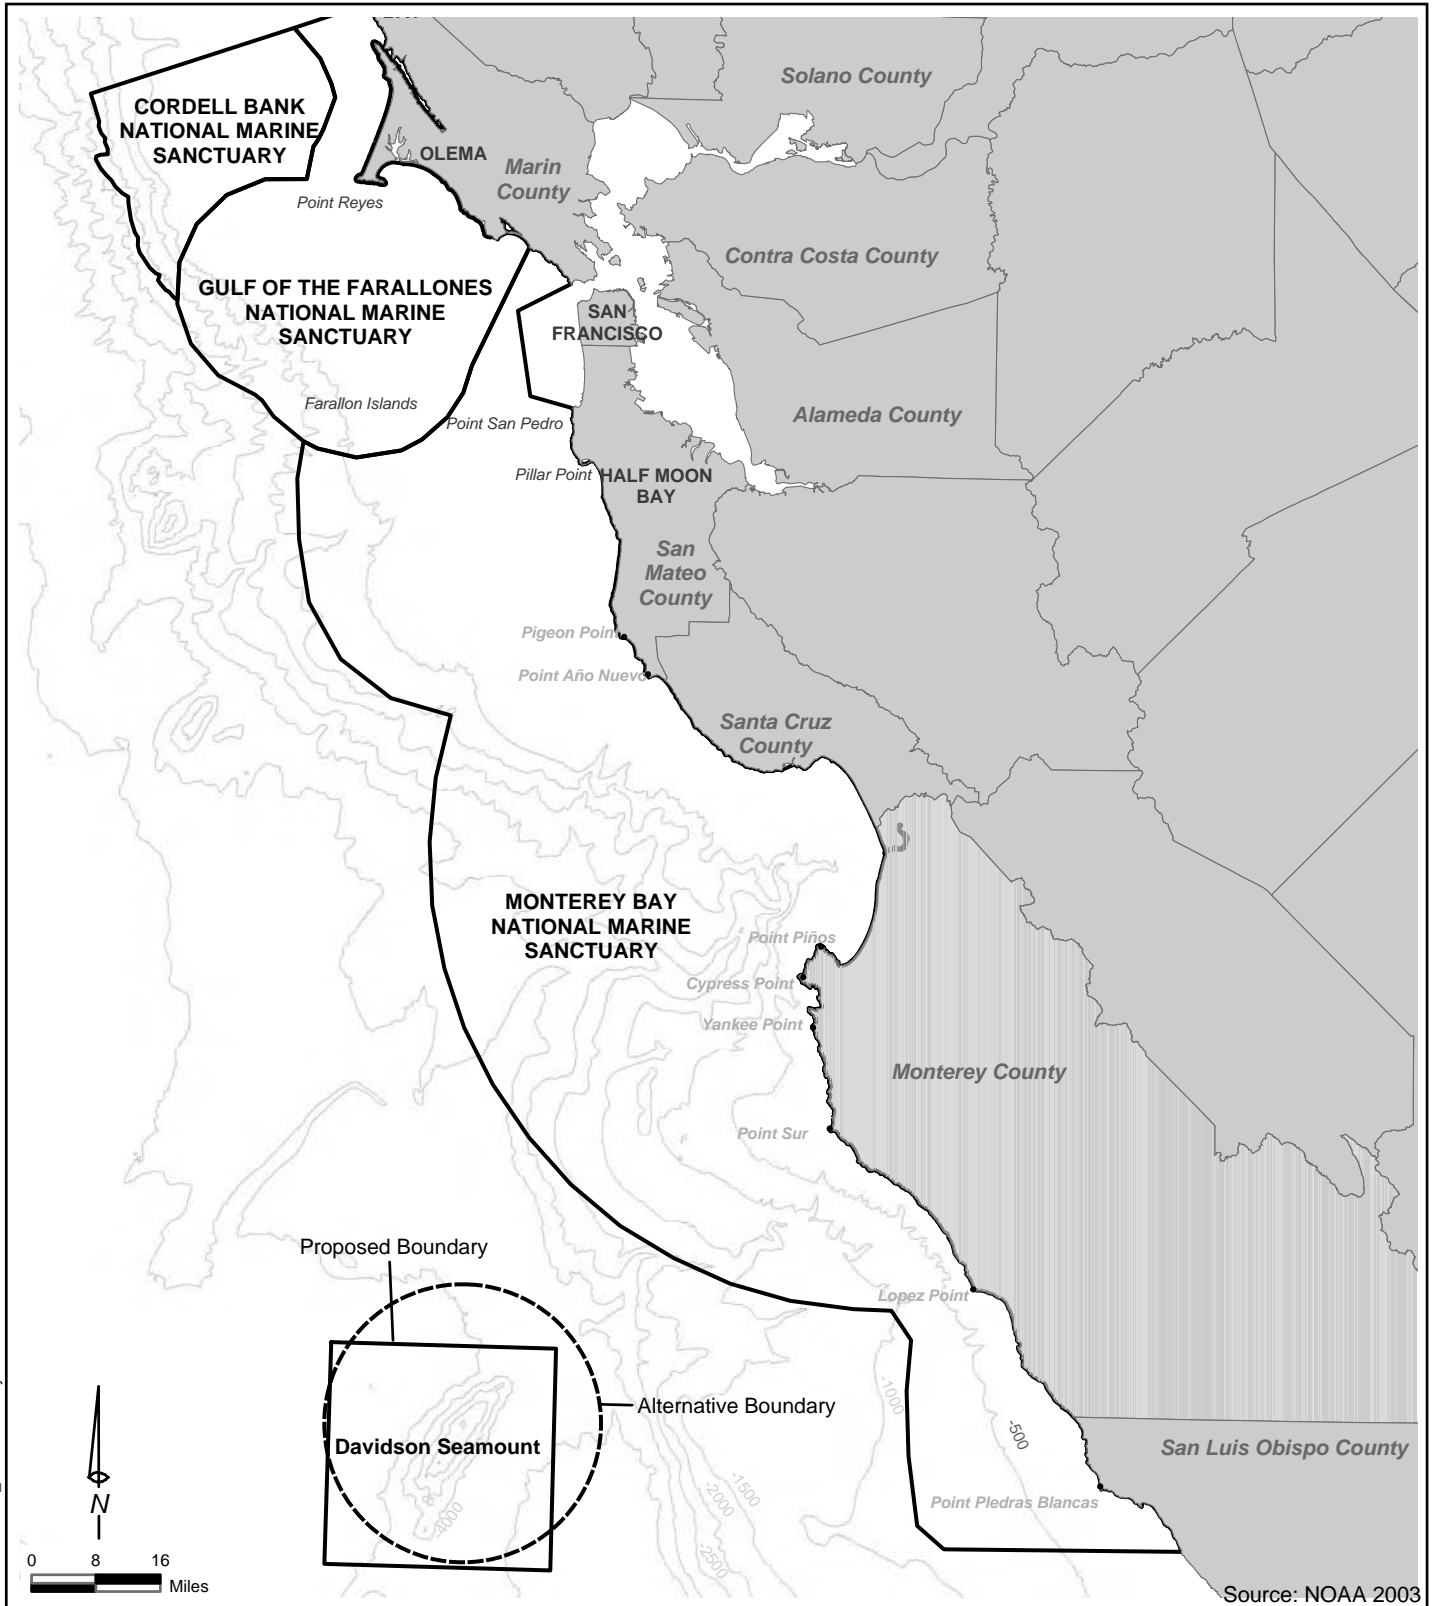 Solano County
CORDELL BANK
NATIONAL MARINE
SANCTUARY
OLEMA
Marin
County
Point Reyes
Contra Costa County
GULF OF THE FARALLONES
NATIONAL MARINE
SANCTUARY
SAN
FRANCISCO
Farallon Islands
Point San Pedro
Alameda County
Pillar Point
HALF MOON
BAY
San
Mateo
County
Pigeon Point
Point Año Nuevo
Santa Cruz
County
MONTEREY BAY
NATIONAL MARINE
SANCTUARY
Point Piños
Cypress Point
Yankee Point
Monterey County
Point Sur
Proposed Boundary
Lopez Point
-1000
Alternative Boundary
-500
Davidson Seamount
San Luis Obispo County
-1500
-2000
-4000
-2500
Point Pledras Blancas
N
0 8 16
Miles
Source: NOAA 2003